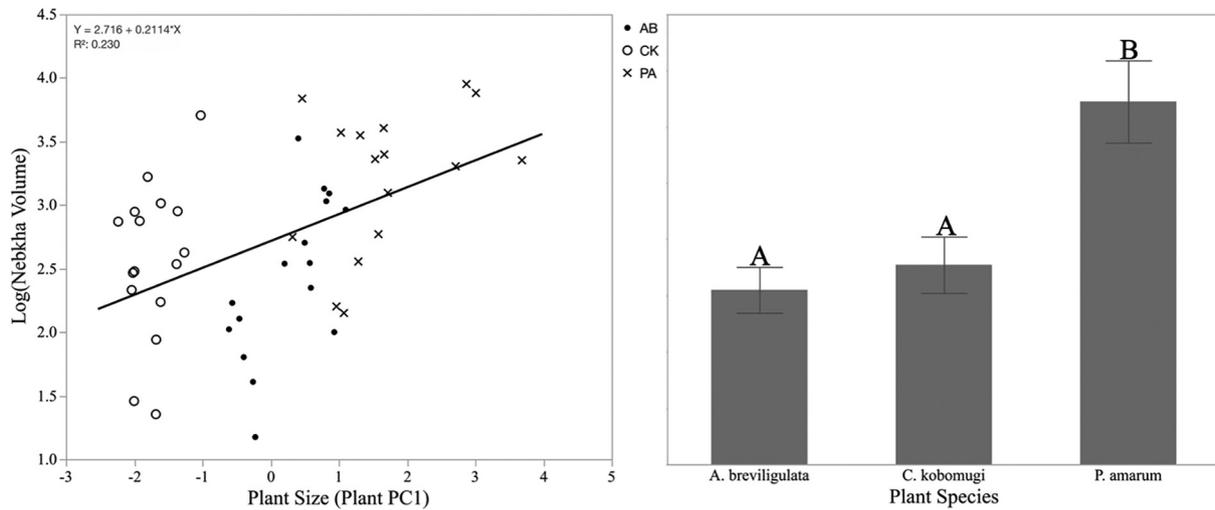 Y = 2.716 + 0.2114*X
R²: 0.230
AB
CK
PA
4.5
4.0
3.5
3.0
2.5
2.0
1.5
1.0
Log(Nebkha Volume)
-3 -2 -1 0 1 2 3 4 5
Plant Size (Plant PC1)
A A B
A. breviligulata C. kobomugi P. amarum
Plant Species